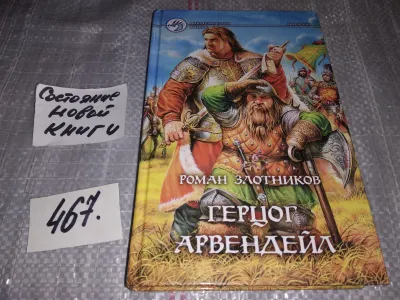 Состояние
новой
книги
467.
РОМАН ЗЛОТНИКОВ
ГЕРЦОГ
АРВЕНДЕЙЛ